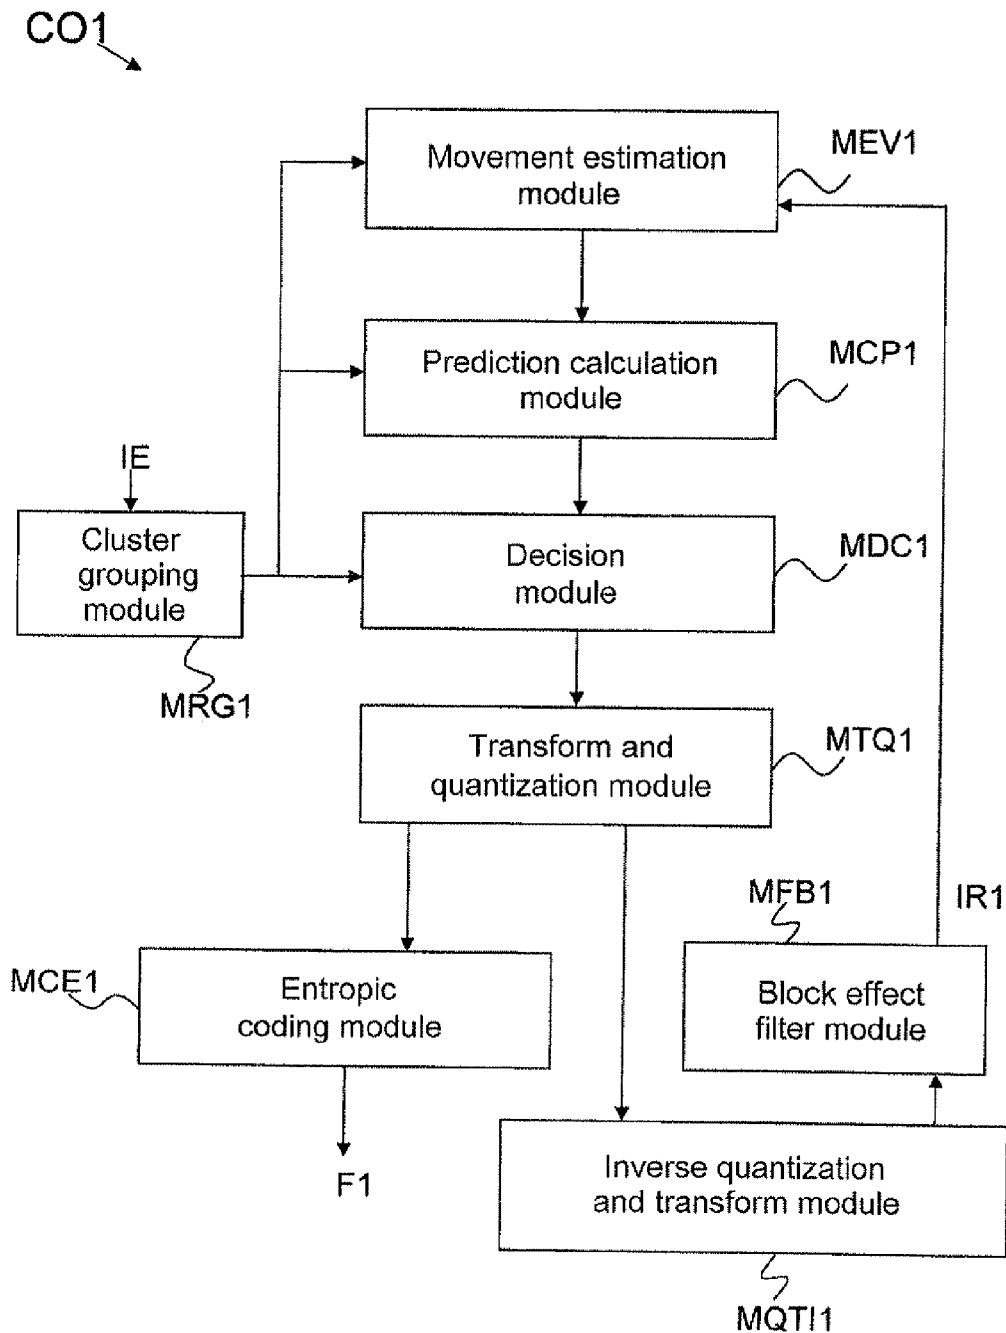 CO1
Movement estimation
module
MEV1
Prediction calculation
module
MCP1
IE
Cluster
grouping
module
MRG1
Decision
module
MDC1
Transform and
quantization module
MTQ1
MFB1
IR1
MCE1
Entropic
coding module
Block effect
filter module
F1
Inverse quantization
and transform module
MQTI1